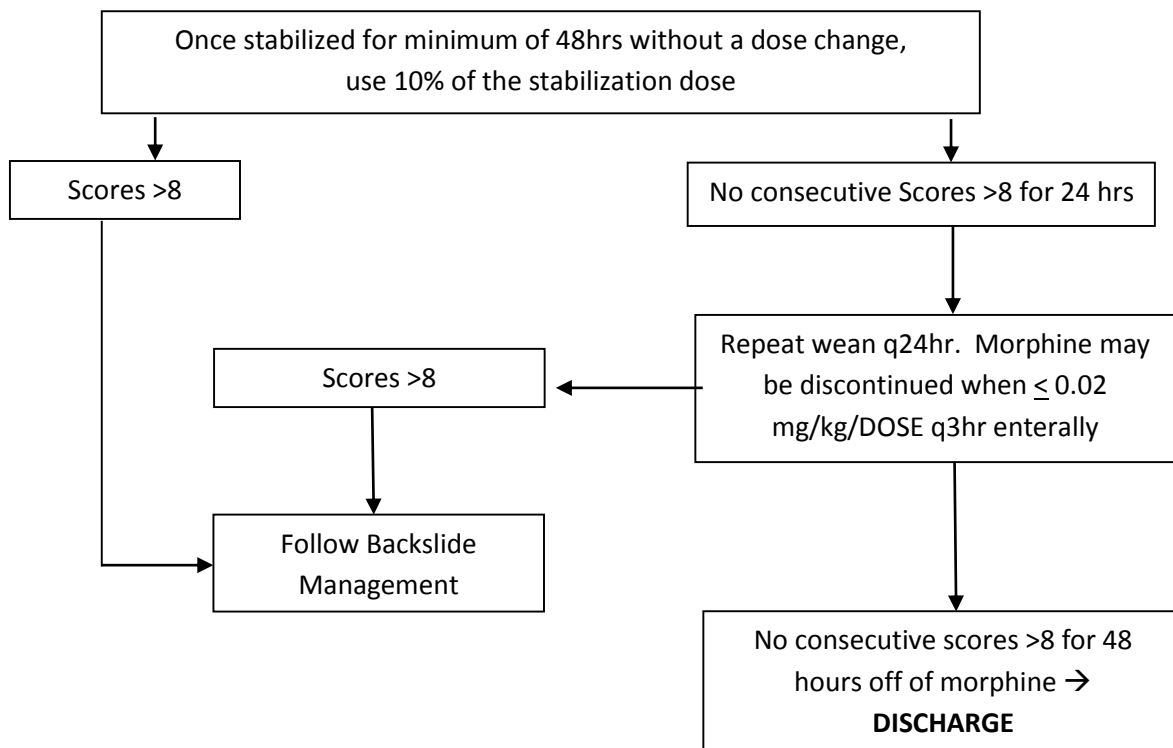 Once stabilized for minimum of 48hrs without a dose change,
use 10% of the stabilization dose
Scores >8
No consecutive Scores >8 for 24 hrs
Repeat wean q24hr.  Morphine may
be discontinued when ≤ 0.02
mg/kg/DOSE q3hr enterally
Scores >8
Follow Backslide
Management
No consecutive scores >8 for 48
hours off of morphine →
DISCHARGE